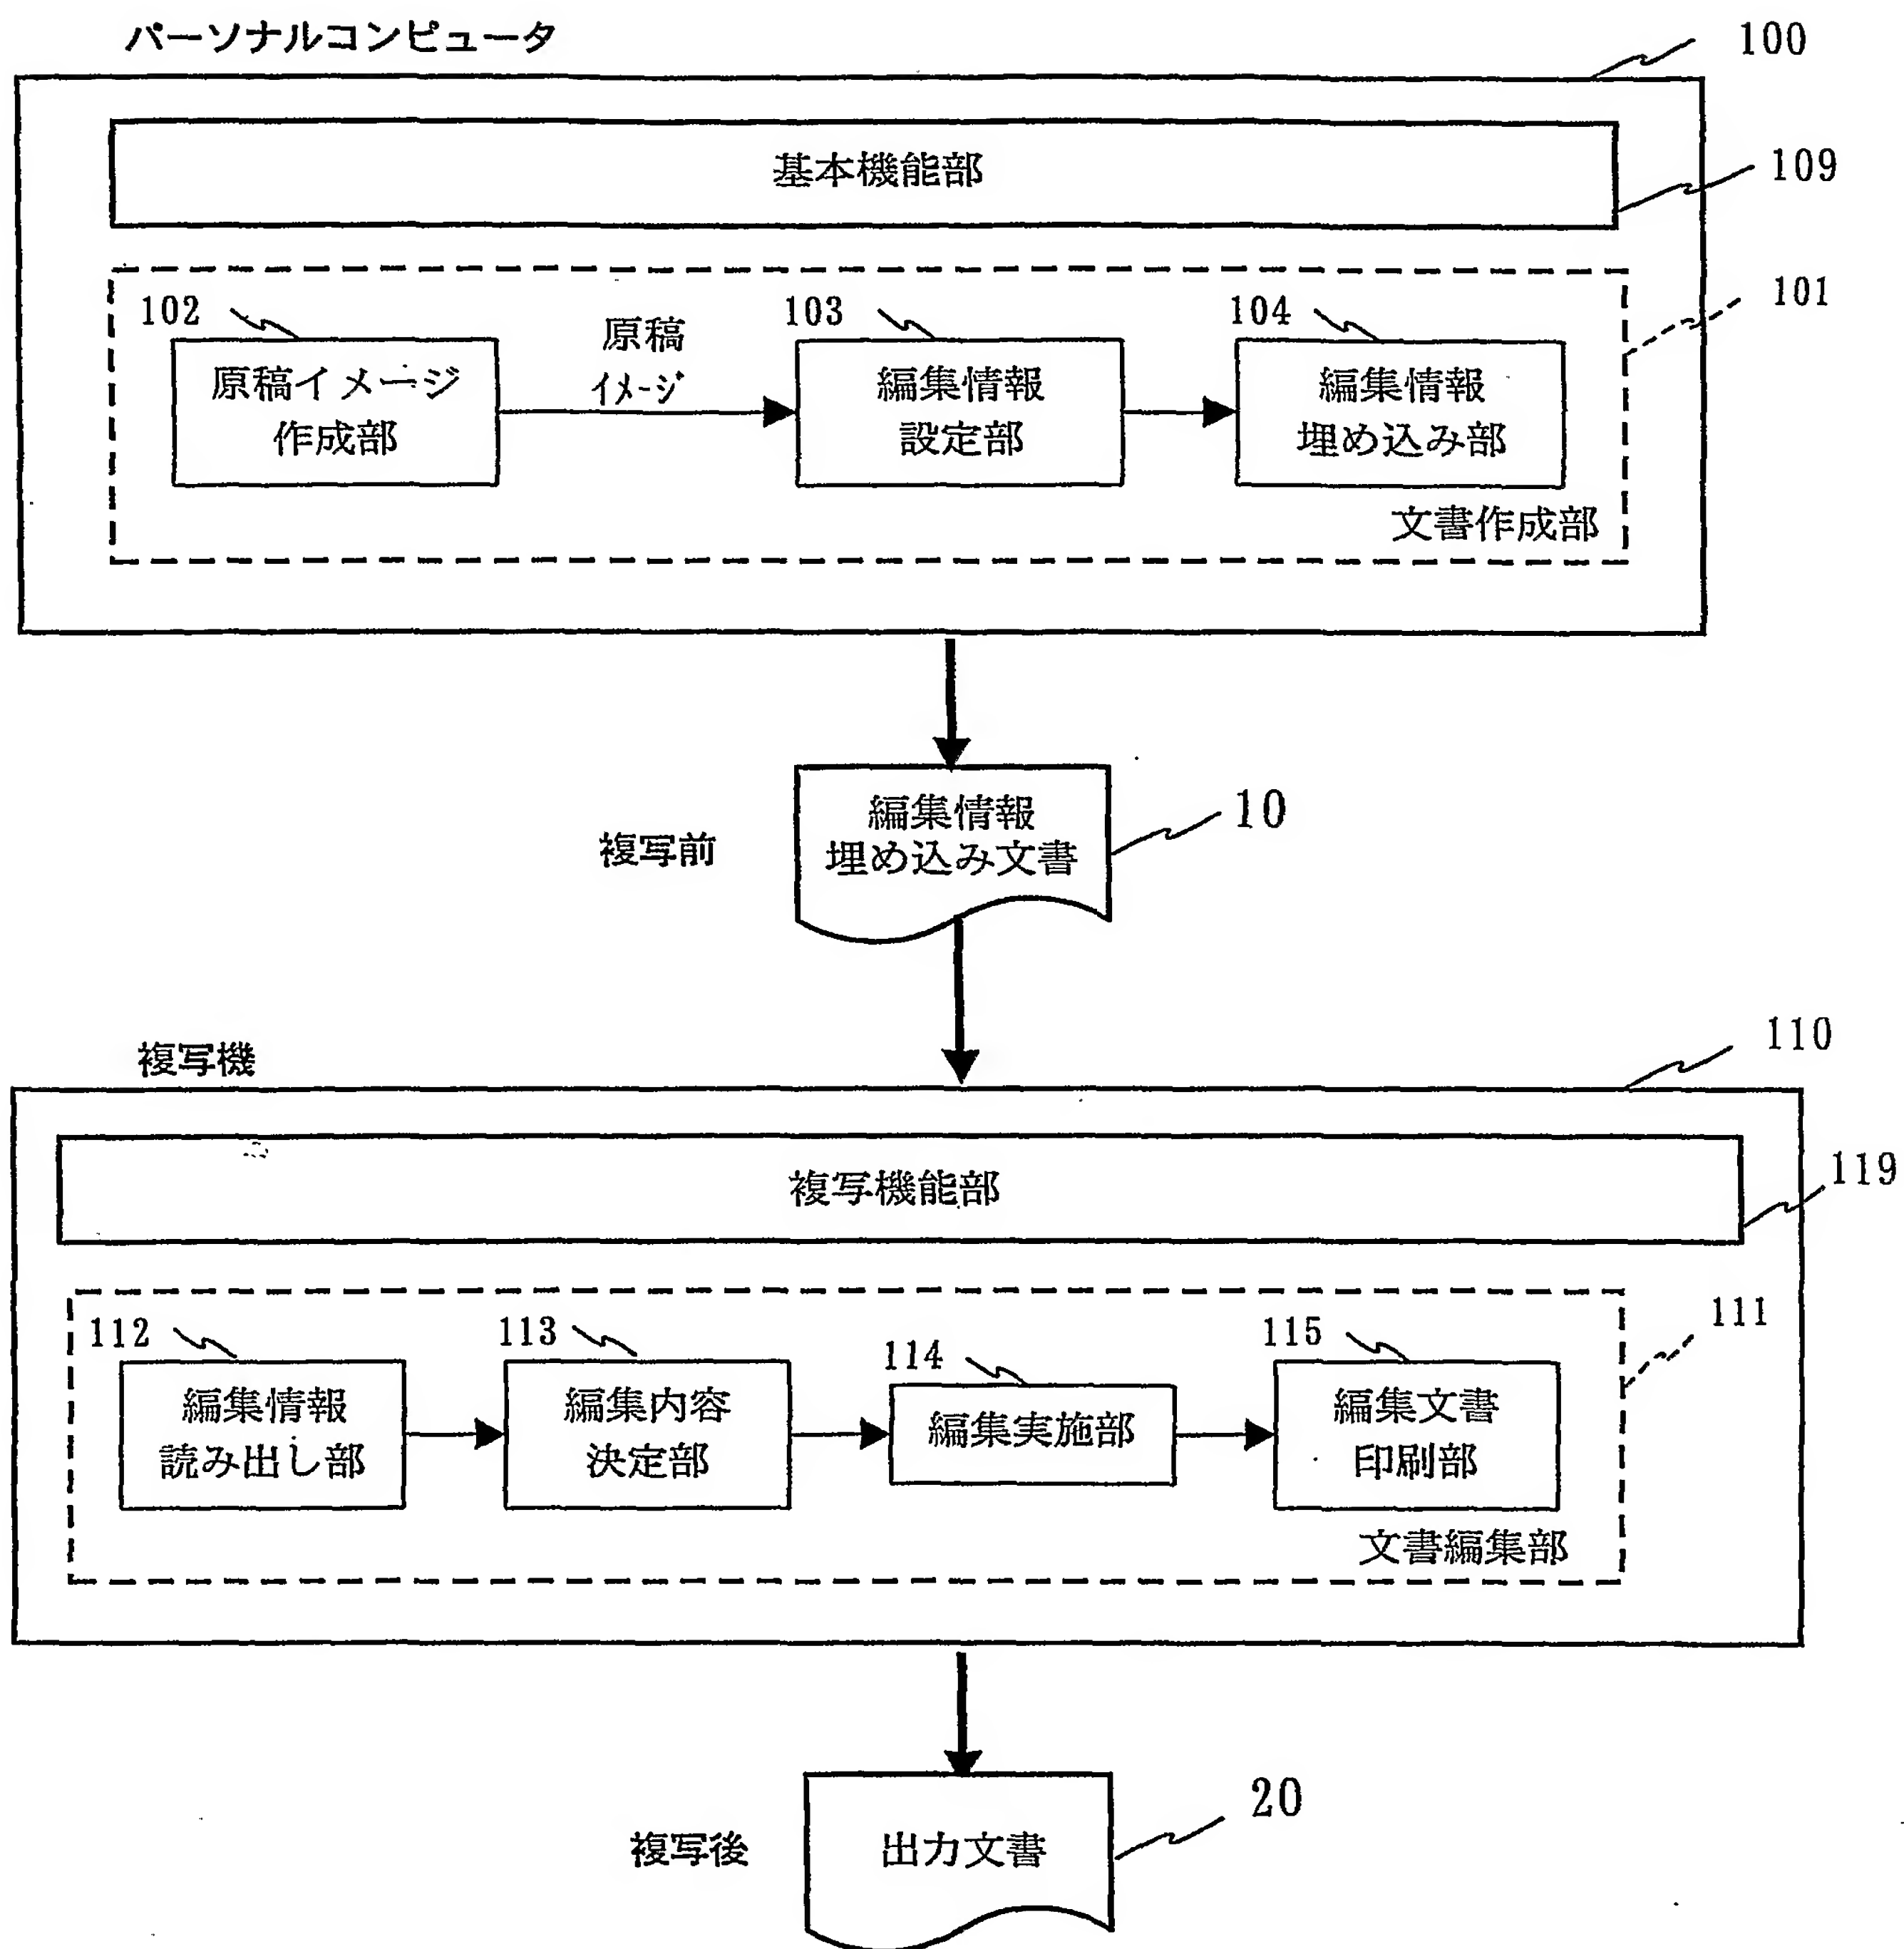 パーソナルコンピュータ
100
基本機能部
109
101
102
原稿イメージ
作成部
原稿
イメージ
103
編集情報
設定部
104
編集情報
埋め込み部
文書作成部
複写前
編集情報
埋め込み文書
10
複写機
110
複写機能部
119
111
112
編集情報
読み出し部
113
編集内容
決定部
114
編集実施部
115
編集文書
印刷部
文書編集部
複写後
出力文書
20